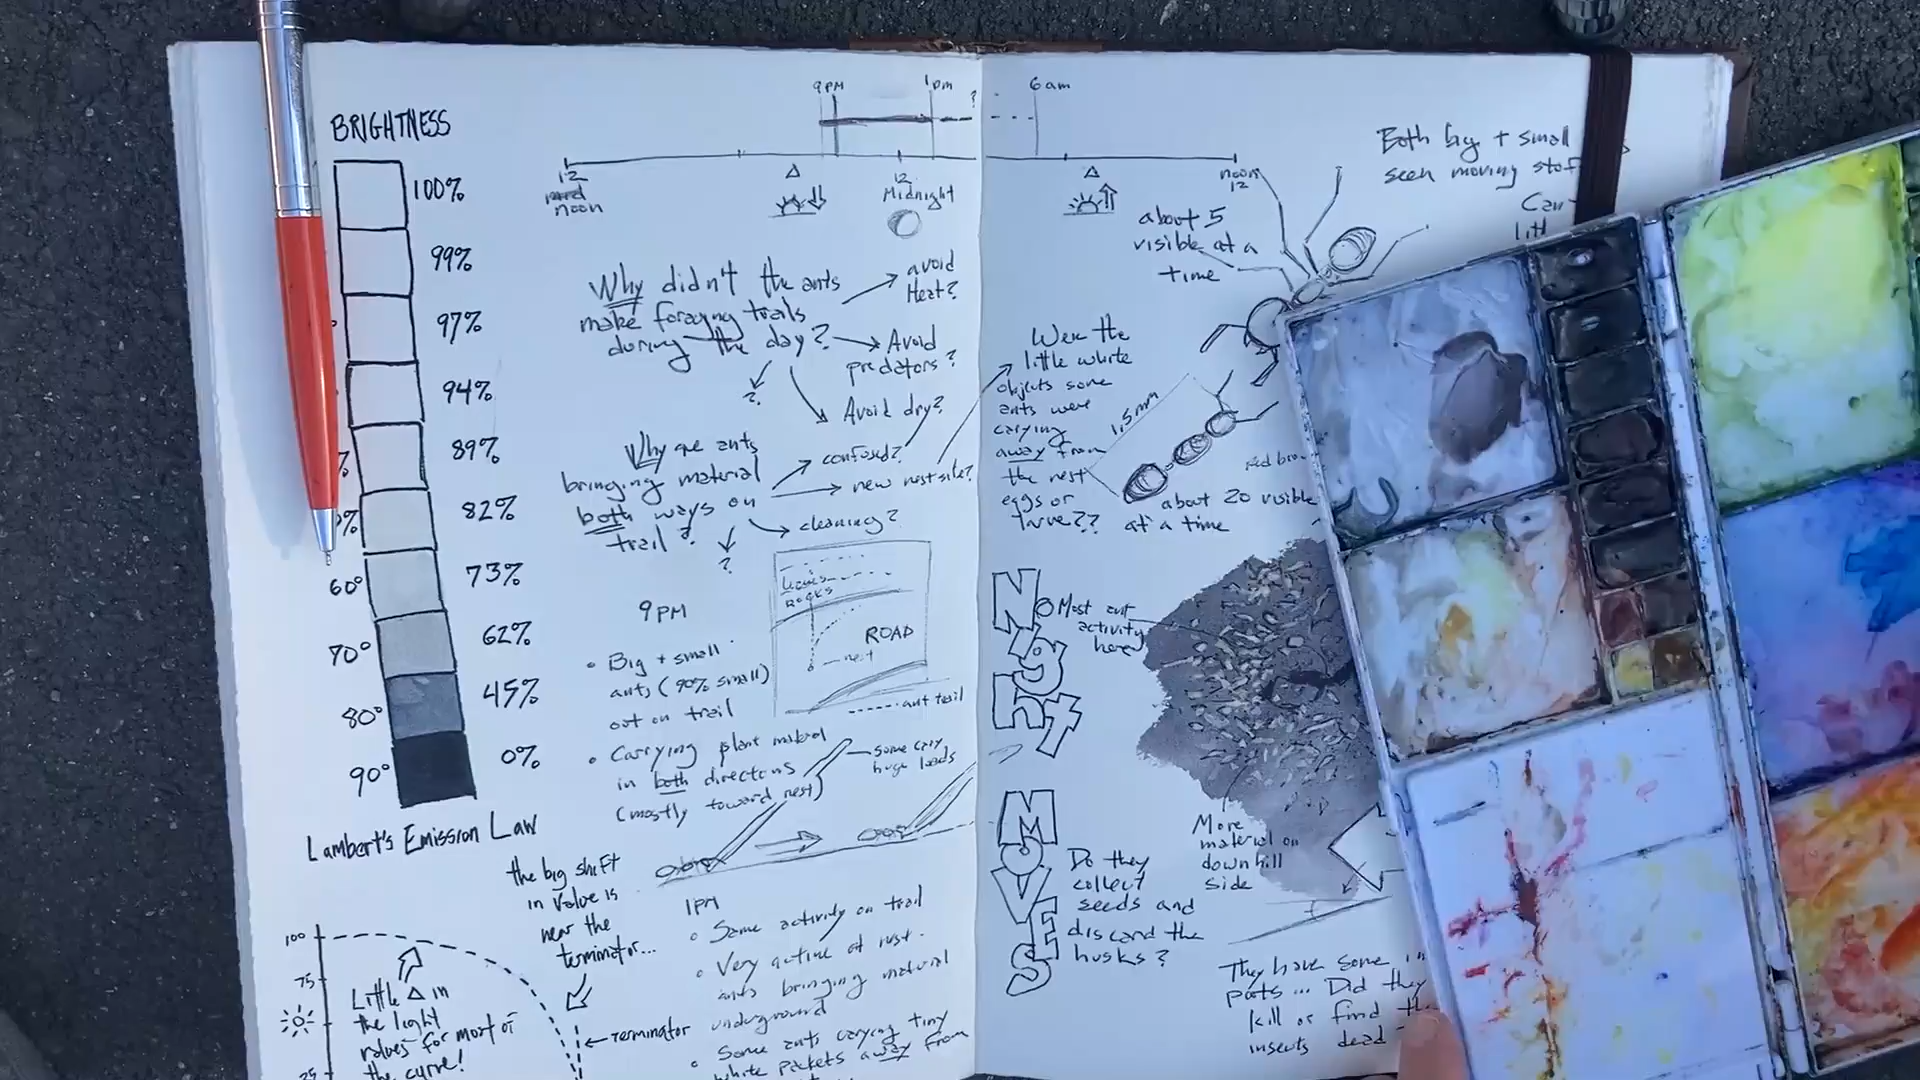 BRIGHTNESS
100%
99%
97%
94%
89%
%
82%
%
73%
60°
62%
70°
45%
80°
0%
90°
Lambert's Emission Law
the big shift
in value is
near the
terminator...
100
75
25
Little Δ in
the light
values for most of
the curve!
terminator
9PM
1pm
?
6am
12
noon
12
Midnight
noon
12
Why didn't the ants
make foraging trails
during the day?
avoid
Heat?
Avoid
predators?
Avoid dry?
?
Why are ants
bringing material
both ways on
trail?
confused?
new nest site?
cleaning?
?
leaves
ROCKS
ROAD
nest
ant trail
9PM
• Big + small
ants (90% small)
out on trail
• Carrying plant material
in both directions
(mostly toward nest)
some cary
huge loads
1PM
• Some activity on trail
• Very active at nest.
ants bringing material
underground
• Some ants carying tiny
white packets away from
Both big + small
seen moving
about 5
visible at a
time
Were the
little white
objects some
ants were
carying
away from
the nest
eggs or
larve??
1.5mm
about 20 visible
at a time
Night
MOVES
Most ant
activity
here
More
material on
downhill
side
Do they
collect
seeds and
discard the
husks?
They have some
parts... Did they
kill or find
insects dead